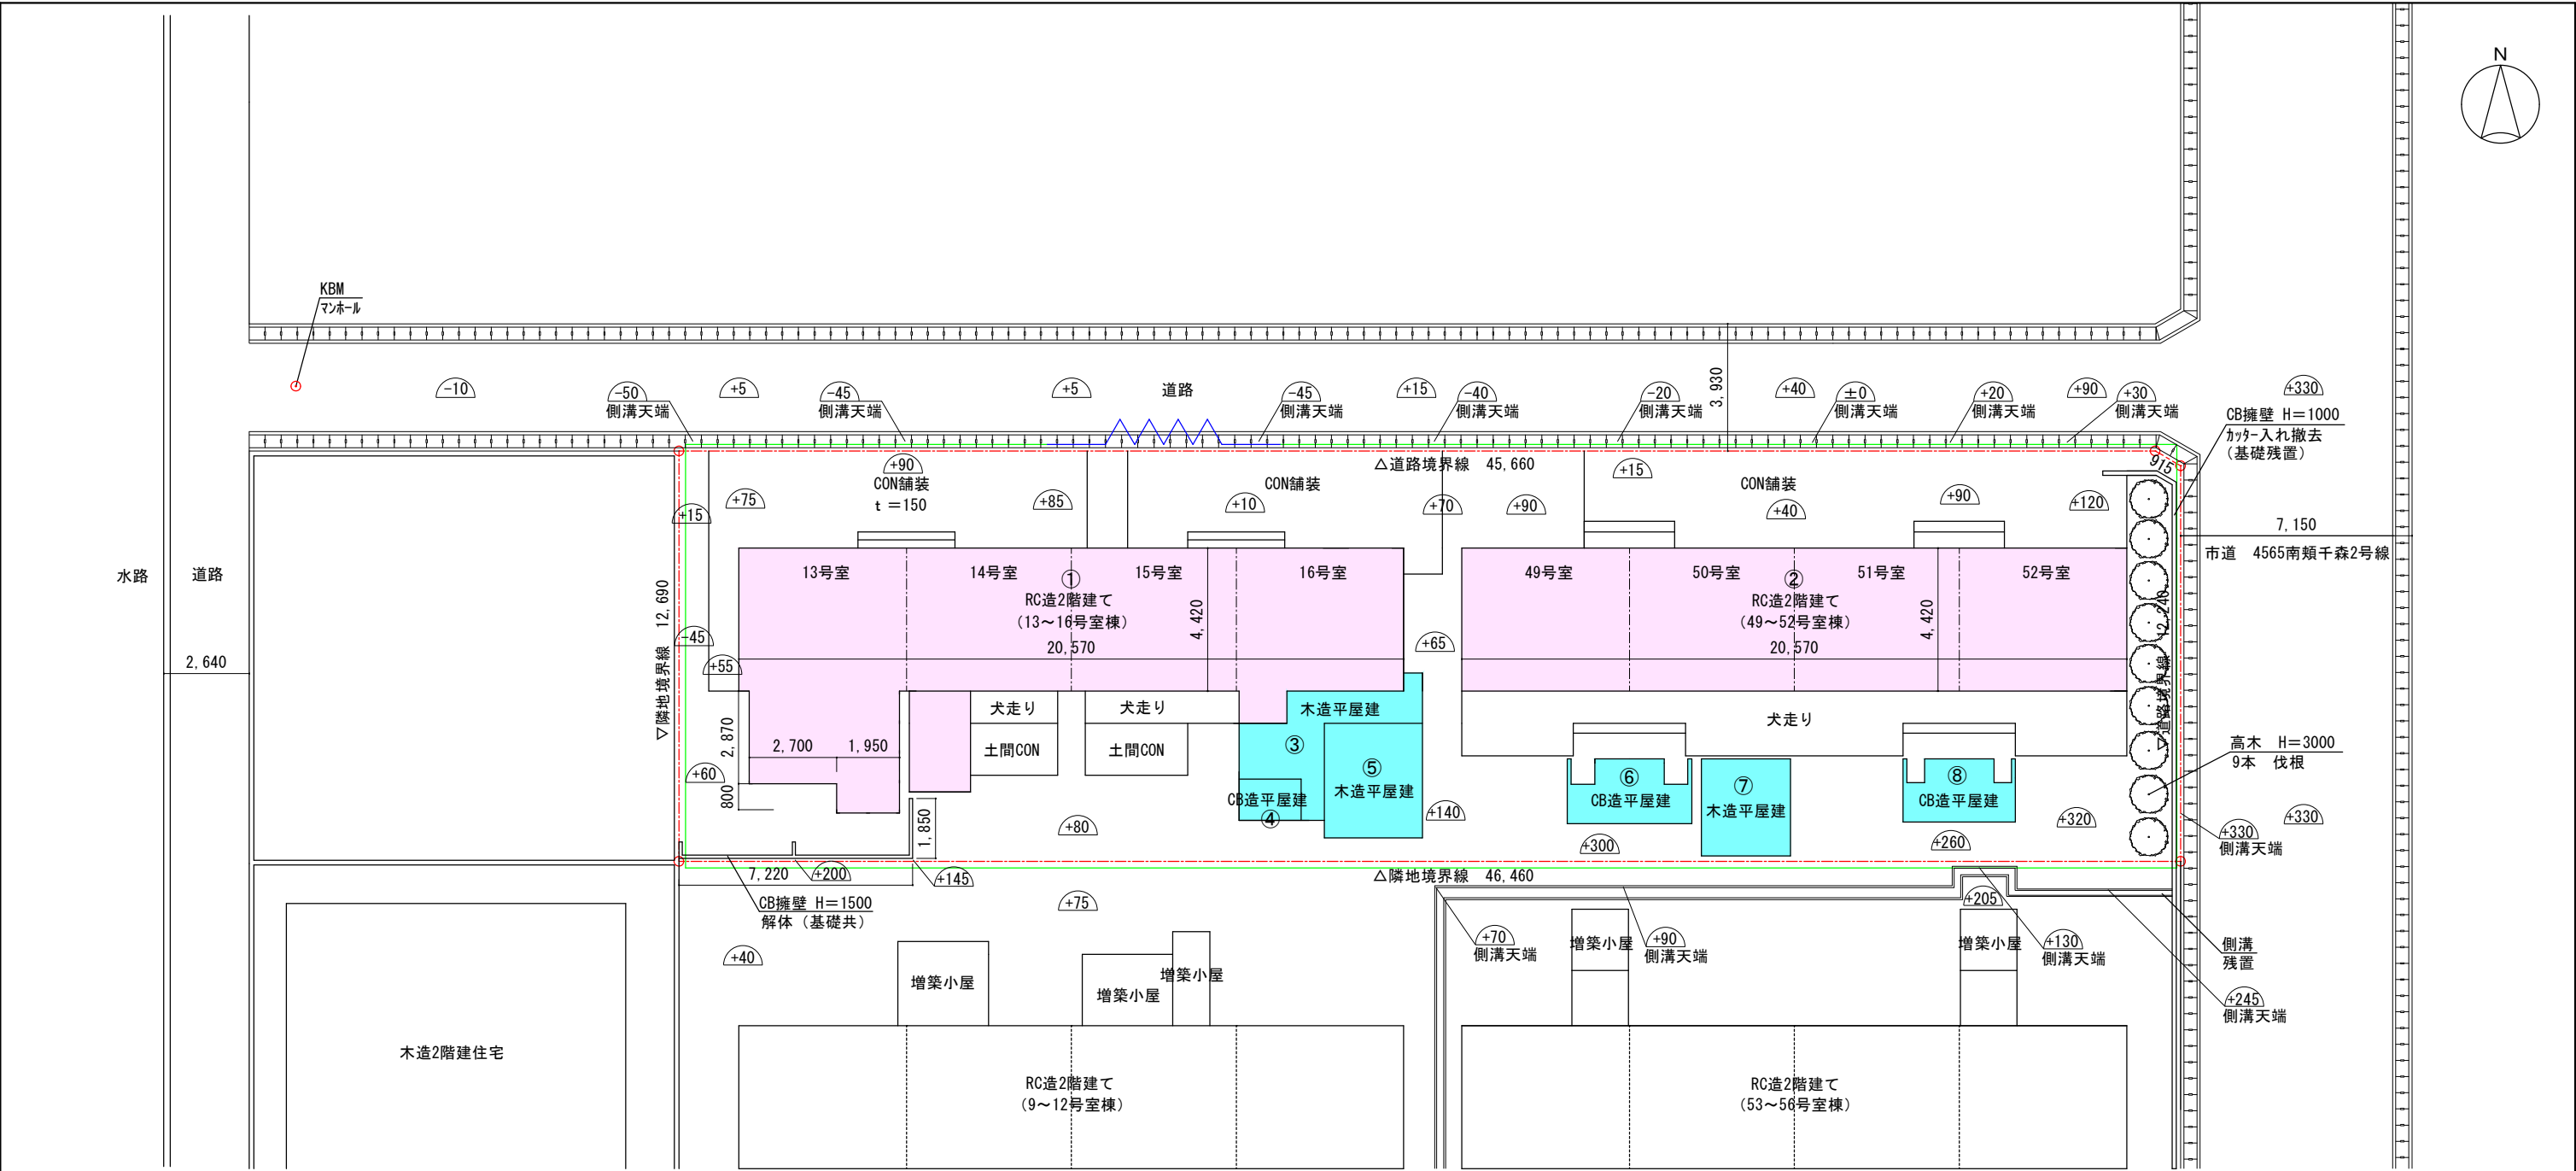 N
KBM
マンホール
-10
-50
側溝天端
+5
-45
側溝天端
+5
道路
-45
側溝天端
+15
-40
側溝天端
-20
側溝天端
3,930
+40
±0
側溝天端
+20
側溝天端
+90
+30
側溝天端
+330
CB擁壁 H=1000
カッター入れ撤去
(基礎残置)
915
△道路境界線 45,660
+90
CON舗装
t=150
+75
+85
CON舗装
+10
+70
+90
+15
CON舗装
+40
+90
+120
+15
7,150
市道 4565南頬千森2号線
水路
道路
2,640
▽隣地境界線 12,690
-45
+55
13号室
14号室
①
15号室
16号室
RC造2階建て
(13~16号室棟)
4,420
20,570
+65
49号室
50号室
②
51号室
52号室
RC造2階建て
(49~52号室棟)
4,420
20,570
▽道路境界線 12,240
2,870
2,700
1,950
+60
800
犬走り
犬走り
土間CON
土間CON
木造平屋建
③
⑤
木造平屋建
CB造平屋建
④
犬走り
⑥
CB造平屋建
⑦
木造平屋建
⑧
CB造平屋建
高木 H=3000
9本 伐根
1,850
+80
+140
+300
+260
+320
+330
側溝天端
+330
7,220
+200
+145
△隣地境界線 46,460
CB擁壁 H=1500
解体(基礎共)
+75
+40
+205
+70
側溝天端
増築小屋
+90
側溝天端
増築小屋
+130
側溝天端
側溝
残置
+245
側溝天端
増築小屋
増築小屋
増築小屋
木造2階建住宅
RC造2階建て
(9~12号室棟)
RC造2階建て
(53~56号室棟)